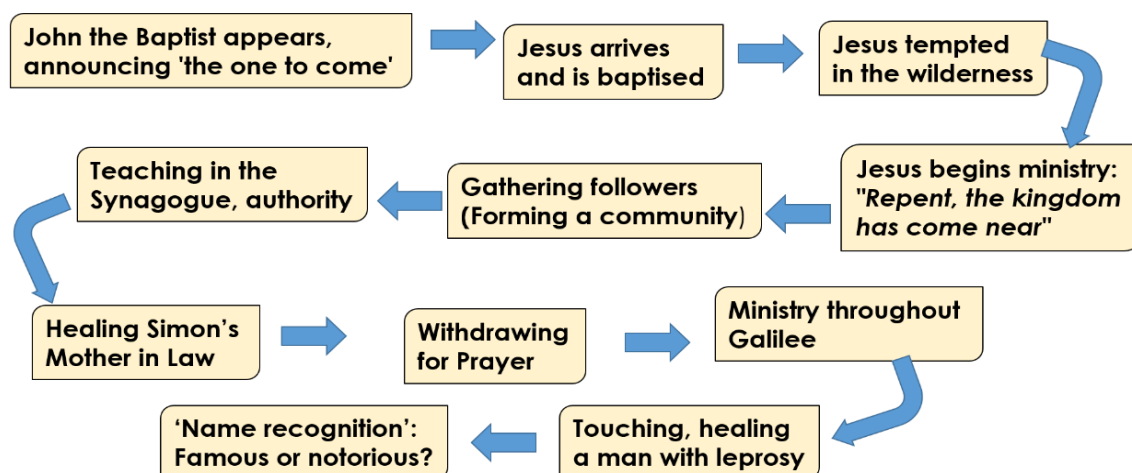 John the Baptist appears,
announcing 'the one to come'
Jesus arrives
and is baptised
Jesus tempted
in the wilderness
Jesus begins ministry:
"Repent, the kingdom
has come near"
Gathering followers
(Forming a community)
Teaching in the
Synagogue, authority
Healing Simon’s
Mother in Law
Withdrawing
for Prayer
Ministry throughout
Galilee
Touching, healing
a man with leprosy
‘Name recognition’:
Famous or notorious?